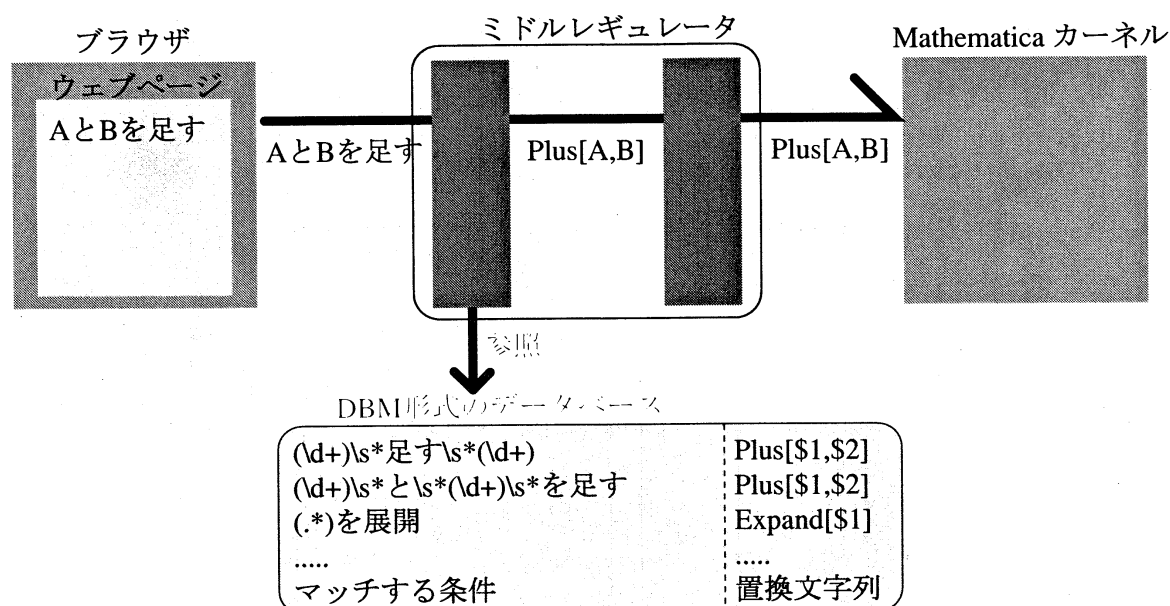 ブラウザ
ミドルレギュレータ
Mathematica カーネル
ウェブページ
AとBを足す
AとBを足す
Plus[A,B]
Plus[A,B]
参照
DBM形式のデータベース
(\d+)\s*足す\s*(\d+) Plus[$1,$2]
(\d+)\s*と\s*(\d+)\s*を足す Plus[$1,$2]
(.*)を展開 Expand[$1]
..... .....
マッチする条件 置換文字列